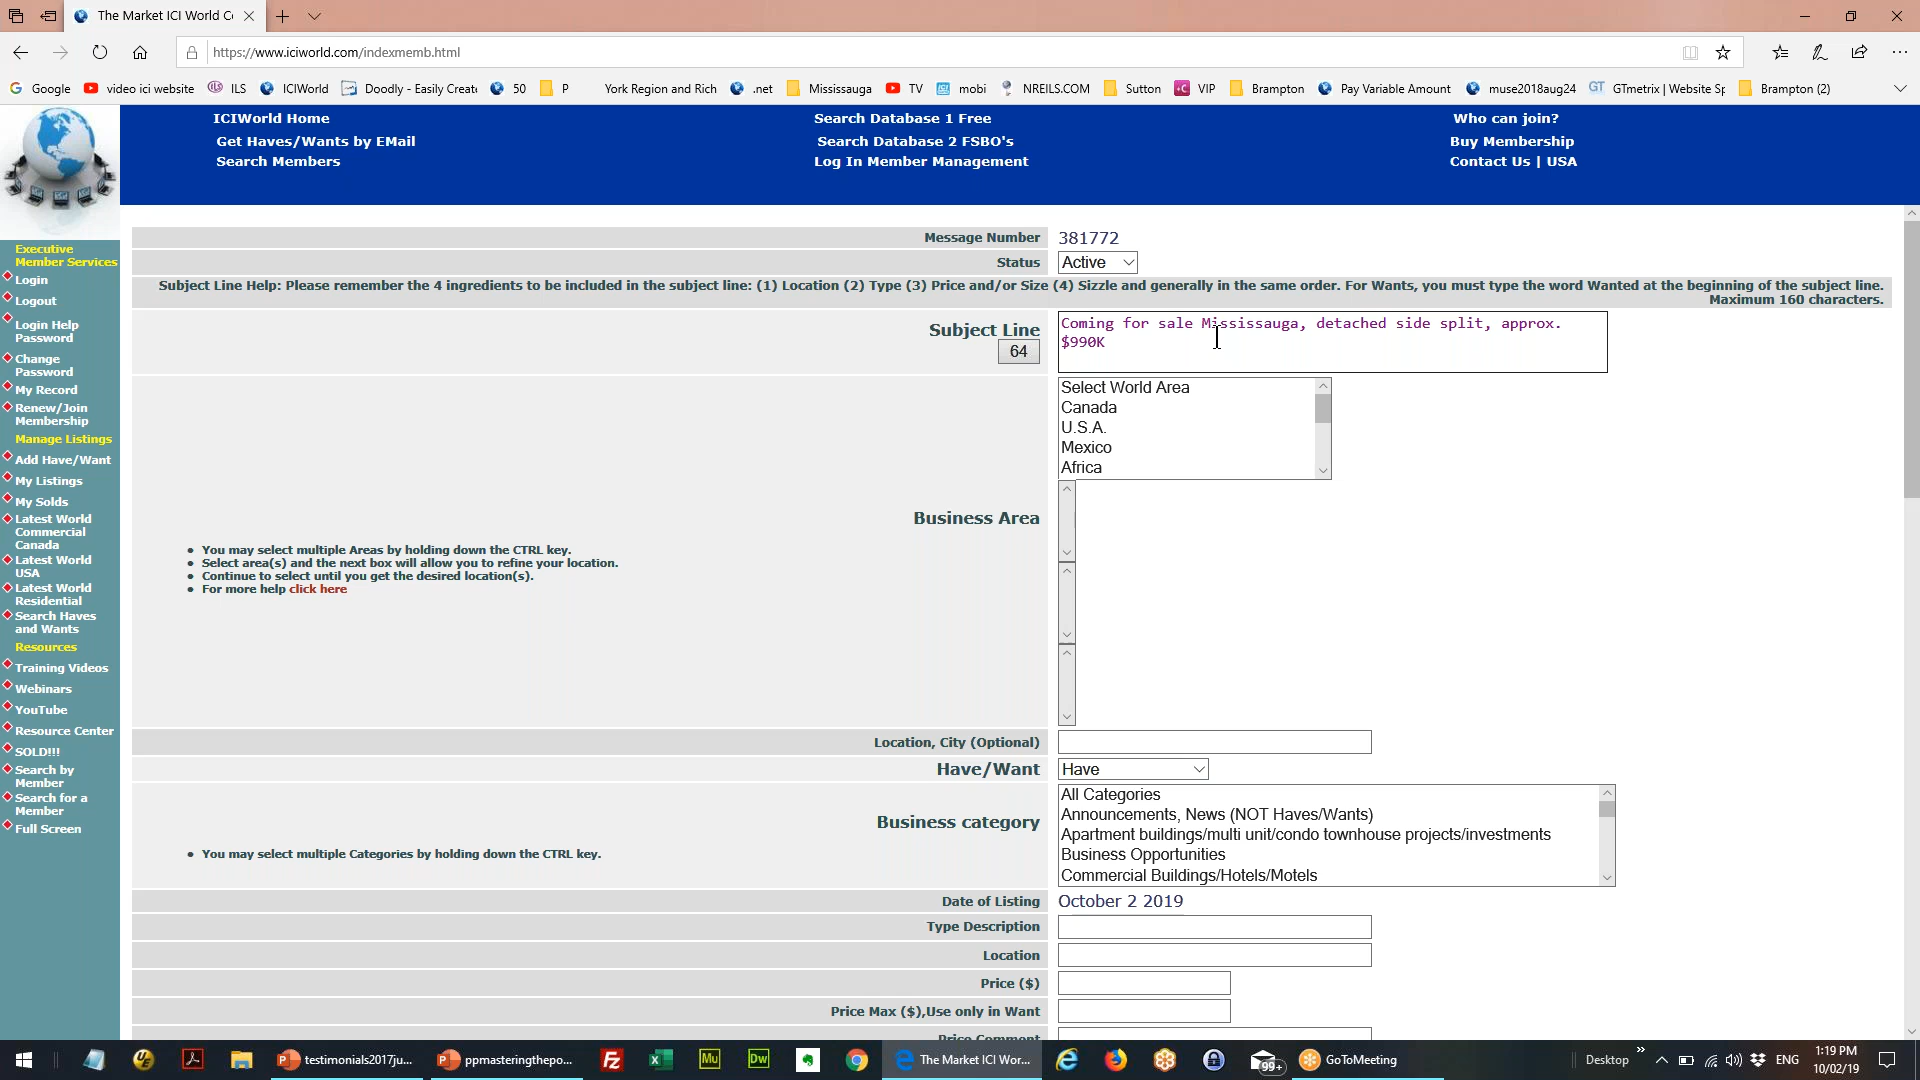 The Market ICI World Co
https://www.iciworld.com/indexmemb.html
Google
video ici website
ILS
ICIWorld
Doodly - Easily Create
50
P
York Region and Rich
.net
Mississauga
TV
mobi
NREILS.COM
Sutton
VIP
Brampton
Pay Variable Amount
muse2018aug24
GTmetrix | Website Sp
Brampton (2)
ICIWorld Home
Get Haves/Wants by EMail
Search Members
Search Database 1 Free
Search Database 2 FSBO's
Log In Member Management
Who can join?
Buy Membership
Contact Us | USA
Executive
Member Services
Login
Logout
Login Help
Password
Change
Password
My Record
Renew/Join
Membership
Manage Listings
Add Have/Want
My Listings
My Solds
Latest World
Commercial
Canada
Latest World
USA
Latest World
Residential
Search Haves
and Wants
Resources
Training Videos
Webinars
YouTube
Resource Center
SOLD!!!
Search by
Member
Search for a
Member
Full Screen
Message Number
381772
Status
Active
Subject Line Help: Please remember the 4 ingredients to be included in the subject line: (1) Location (2) Type (3) Price and/or Size (4) Sizzle and generally in the same order. For Wants, you must type the word Wanted at the beginning of the subject line.
Maximum 160 characters.
Subject Line
64
Coming for sale Mississauga, detached side split, approx.
$990K
Business Area
You may select multiple Areas by holding down the CTRL key.
Select area(s) and the next box will allow you to refine your location.
Continue to select until you get the desired location(s).
For more help click here
Select World Area
Canada
U.S.A.
Mexico
Africa
Location, City (Optional)
Have/Want
Have
Business category
You may select multiple Categories by holding down the CTRL key.
All Categories
Announcements, News (NOT Haves/Wants)
Apartment buildings/multi unit/condo townhouse projects/investments
Business Opportunities
Commercial Buildings/Hotels/Motels
Date of Listing
October 2 2019
Type Description
Location
Price ($)
Price Max ($),Use only in Want
Price Comment
testimonials2017ju...
ppmasteringthepo...
Mu
Dw
The Market ICI Wor...
99+
GoToMeeting
Desktop
ENG
1:19 PM
10/02/19